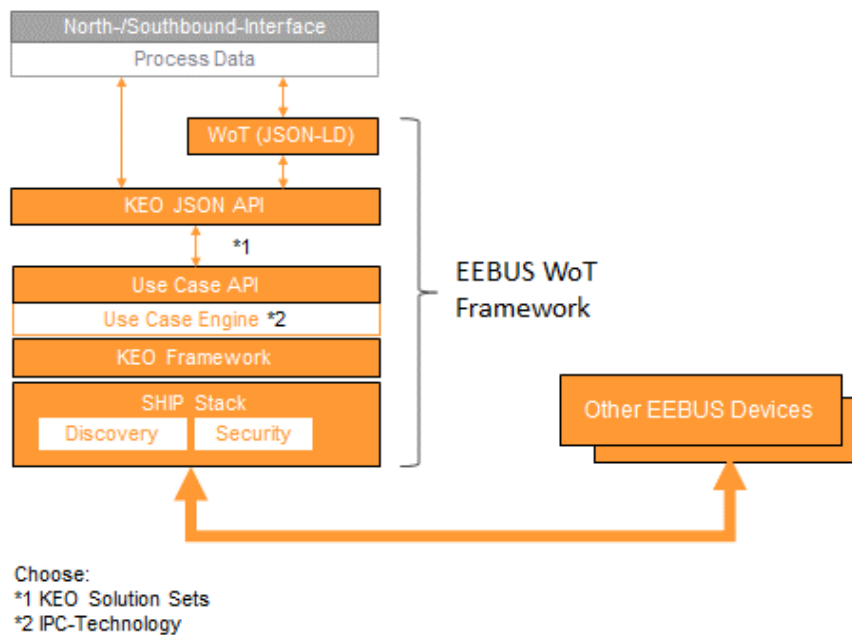 North-/Southbound-Interface
Process Data
WoT (JSON-LD)
KEO JSON API
*1
Use Case API
Use Case Engine *2
KEO Framework
SHIP Stack
Discovery
Security
EEBUS WoT
Framework
Other EEBUS Devices
Choose:
*1 KEO Solution Sets
*2 IPC-Technology